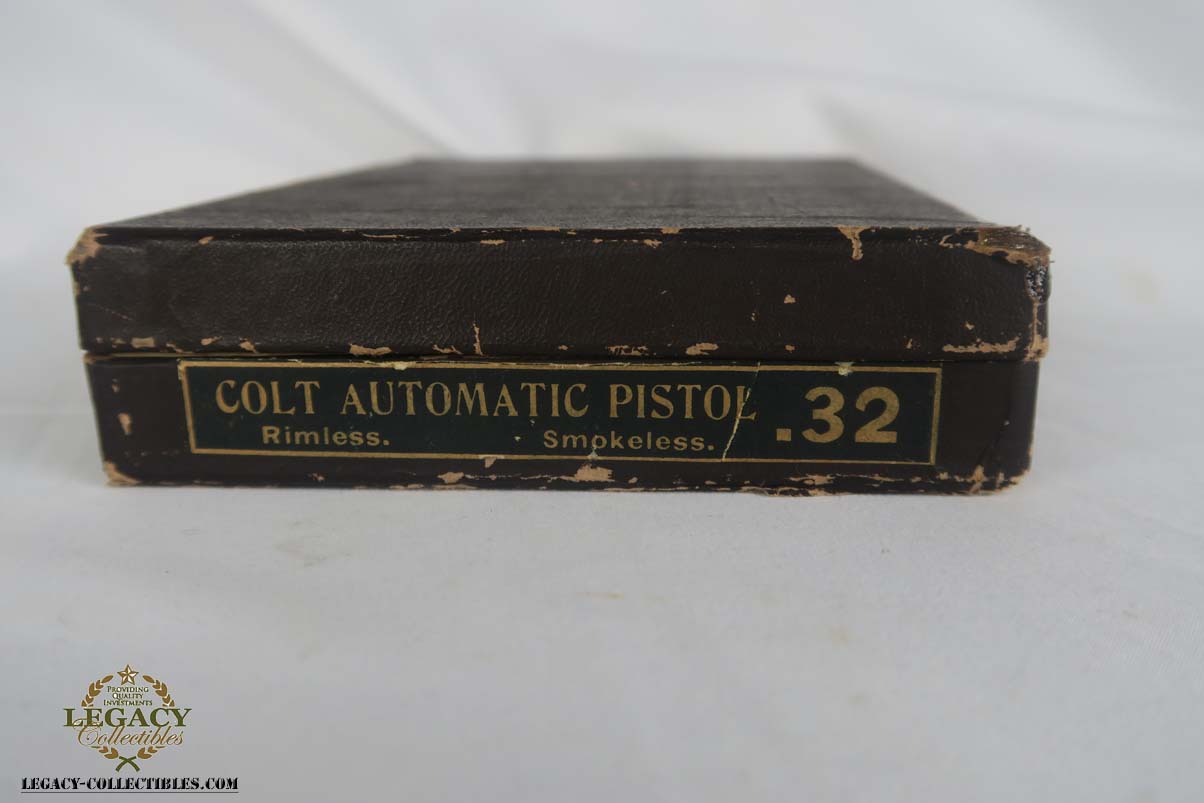 COLT AUTOMATIC PISTOL .32
Rimless. Smokeless.
PROVIDING
QUALITY
INVESTMENTS
LEGACY
Collectibles
LEGACY-COLLECTIBLES.COM